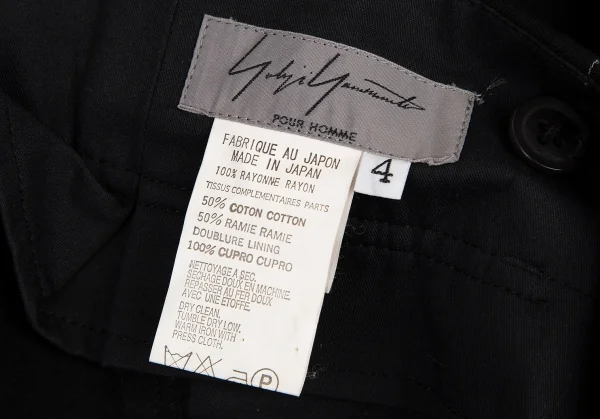 Yohji Yamamoto
POUR HOMME
4
FABRIQUE AU JAPON
MADE IN JAPAN
100% RAYONNE RAYON
TISSUS COMPLEMENTAIRES PARTS
50% COTON COTTON
50% RAMIE RAMIE
DOUBLURE LINING
100% CUPRO CUPRO
NETTOYAGE A SEC.
SECHAGE DOUX EN MACHINE.
REPASSER AU FER DOUX
AVEC UNE ETOFFE.
DRY CLEAN.
TUMBLE DRY LOW.
WARM IRON WITH
PRESS CLOTH.
P